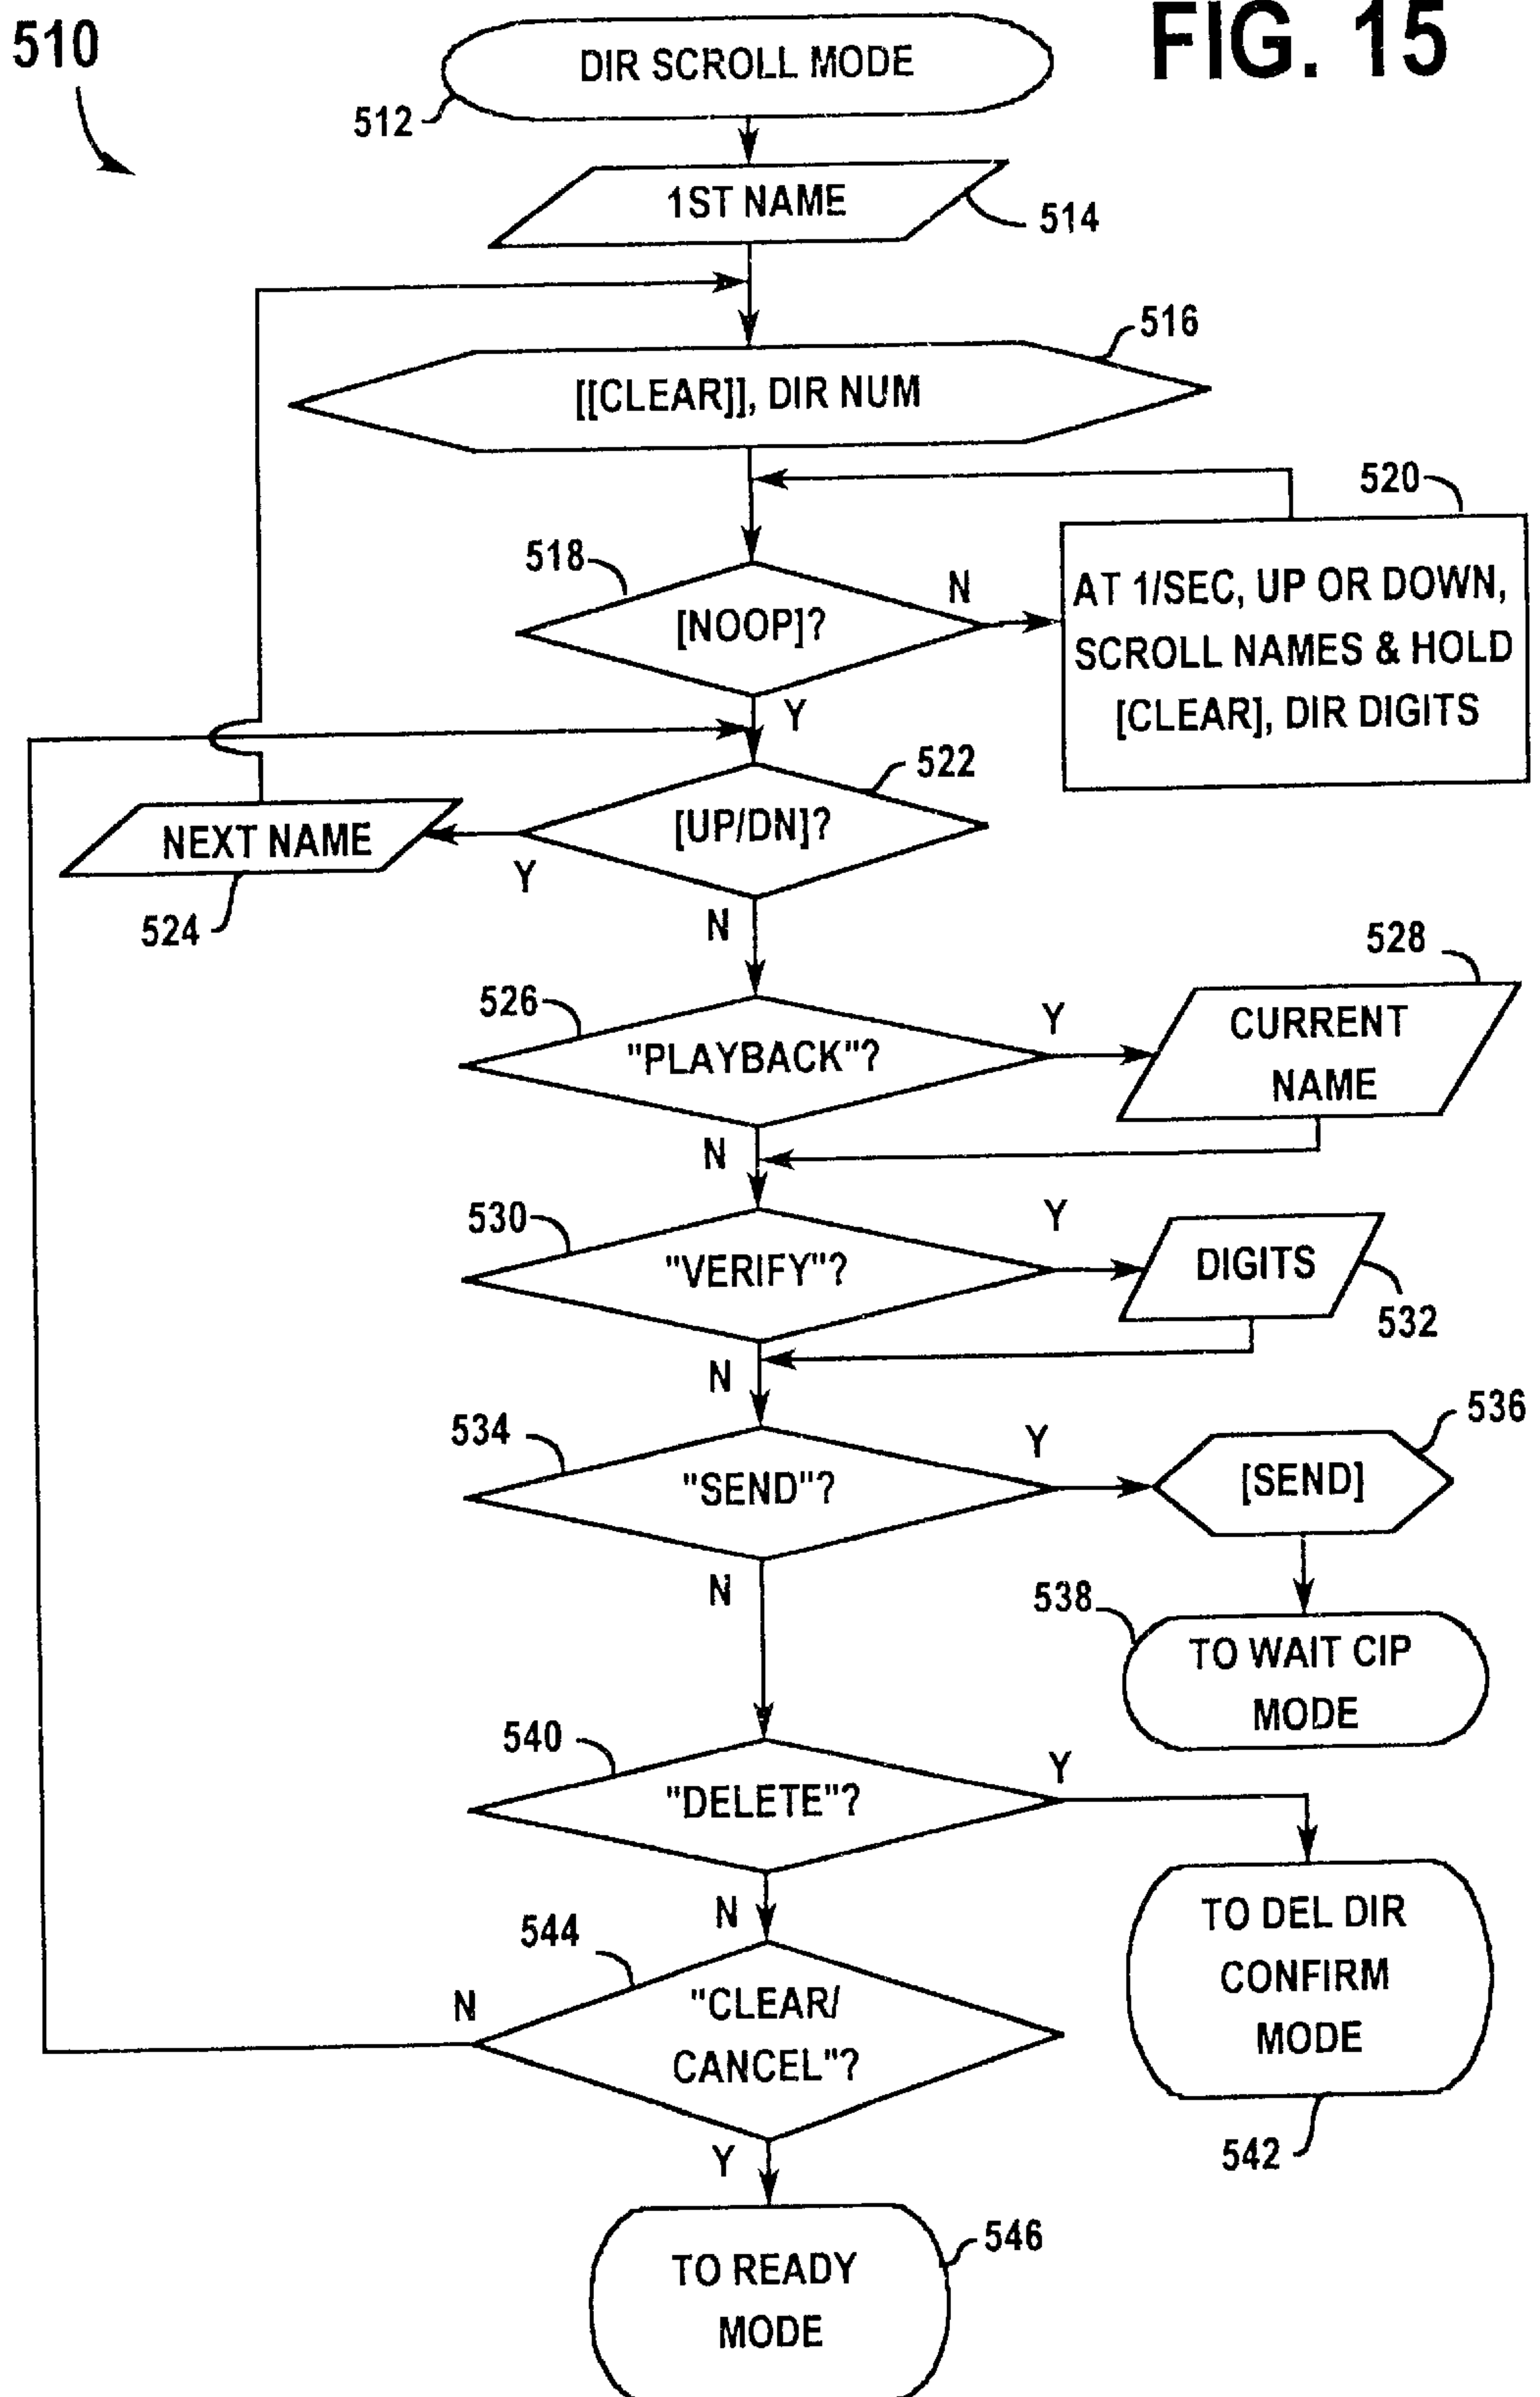 510
FIG. 15
DIR SCROLL MODE
512
1ST NAME
514
516
[[CLEAR]], DIR NUM
520
518
[NOOP]?
N
AT 1/SEC, UP OR DOWN,
SCROLL NAMES & HOLD
[CLEAR], DIR DIGITS
Y
522
[UP/DN]?
NEXT NAME
Y
524
N
528
526
"PLAYBACK"?
Y
CURRENT
NAME
N
530
"VERIFY"?
Y
DIGITS
532
N
536
534
"SEND"?
Y
[SEND]
N
538
TO WAIT CIP
MODE
540
"DELETE"?
Y
N
TO DEL DIR
CONFIRM
MODE
544
"CLEAR/
CANCEL"?
N
542
Y
546
TO READY
MODE